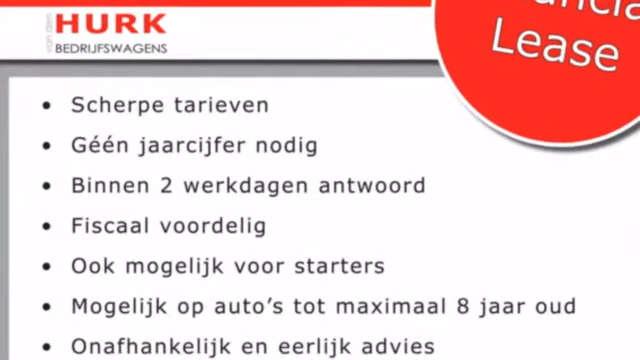 van den
HURK
BEDRIJFSWAGENS
Lease
• Scherpe tarieven
• Géén jaarcijfer nodig
• Binnen 2 werkdagen antwoord
• Fiscaal voordelig
• Ook mogelijk voor starters
• Mogelijk op auto's tot maximaal 8 jaar oud
• Onafhankelijk en eerlijk advies